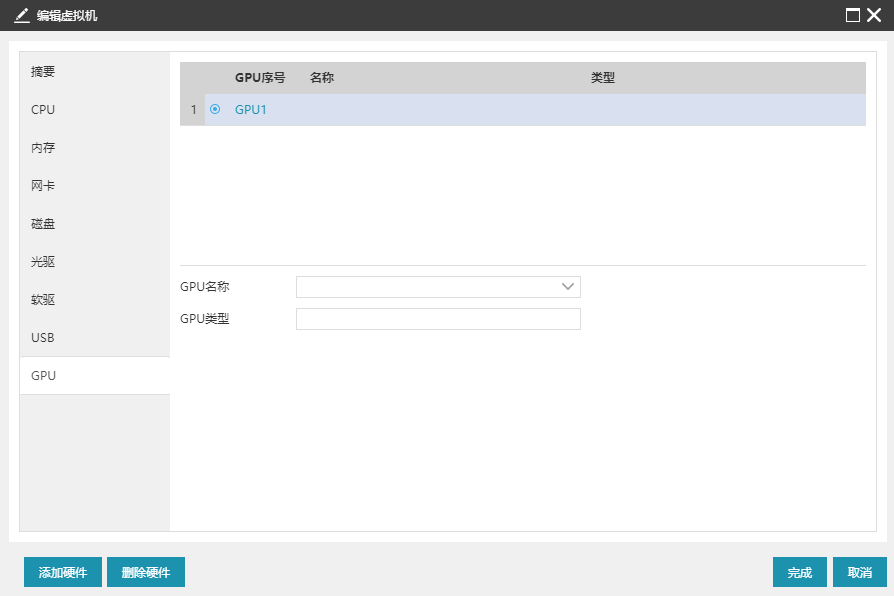 编辑虚拟机
摘要
CPU
内存
网卡
磁盘
光驱
软驱
USB
GPU
GPU序号 名称 类型
1 GPU1
GPU名称
GPU类型
添加硬件 删除硬件 完成 取消